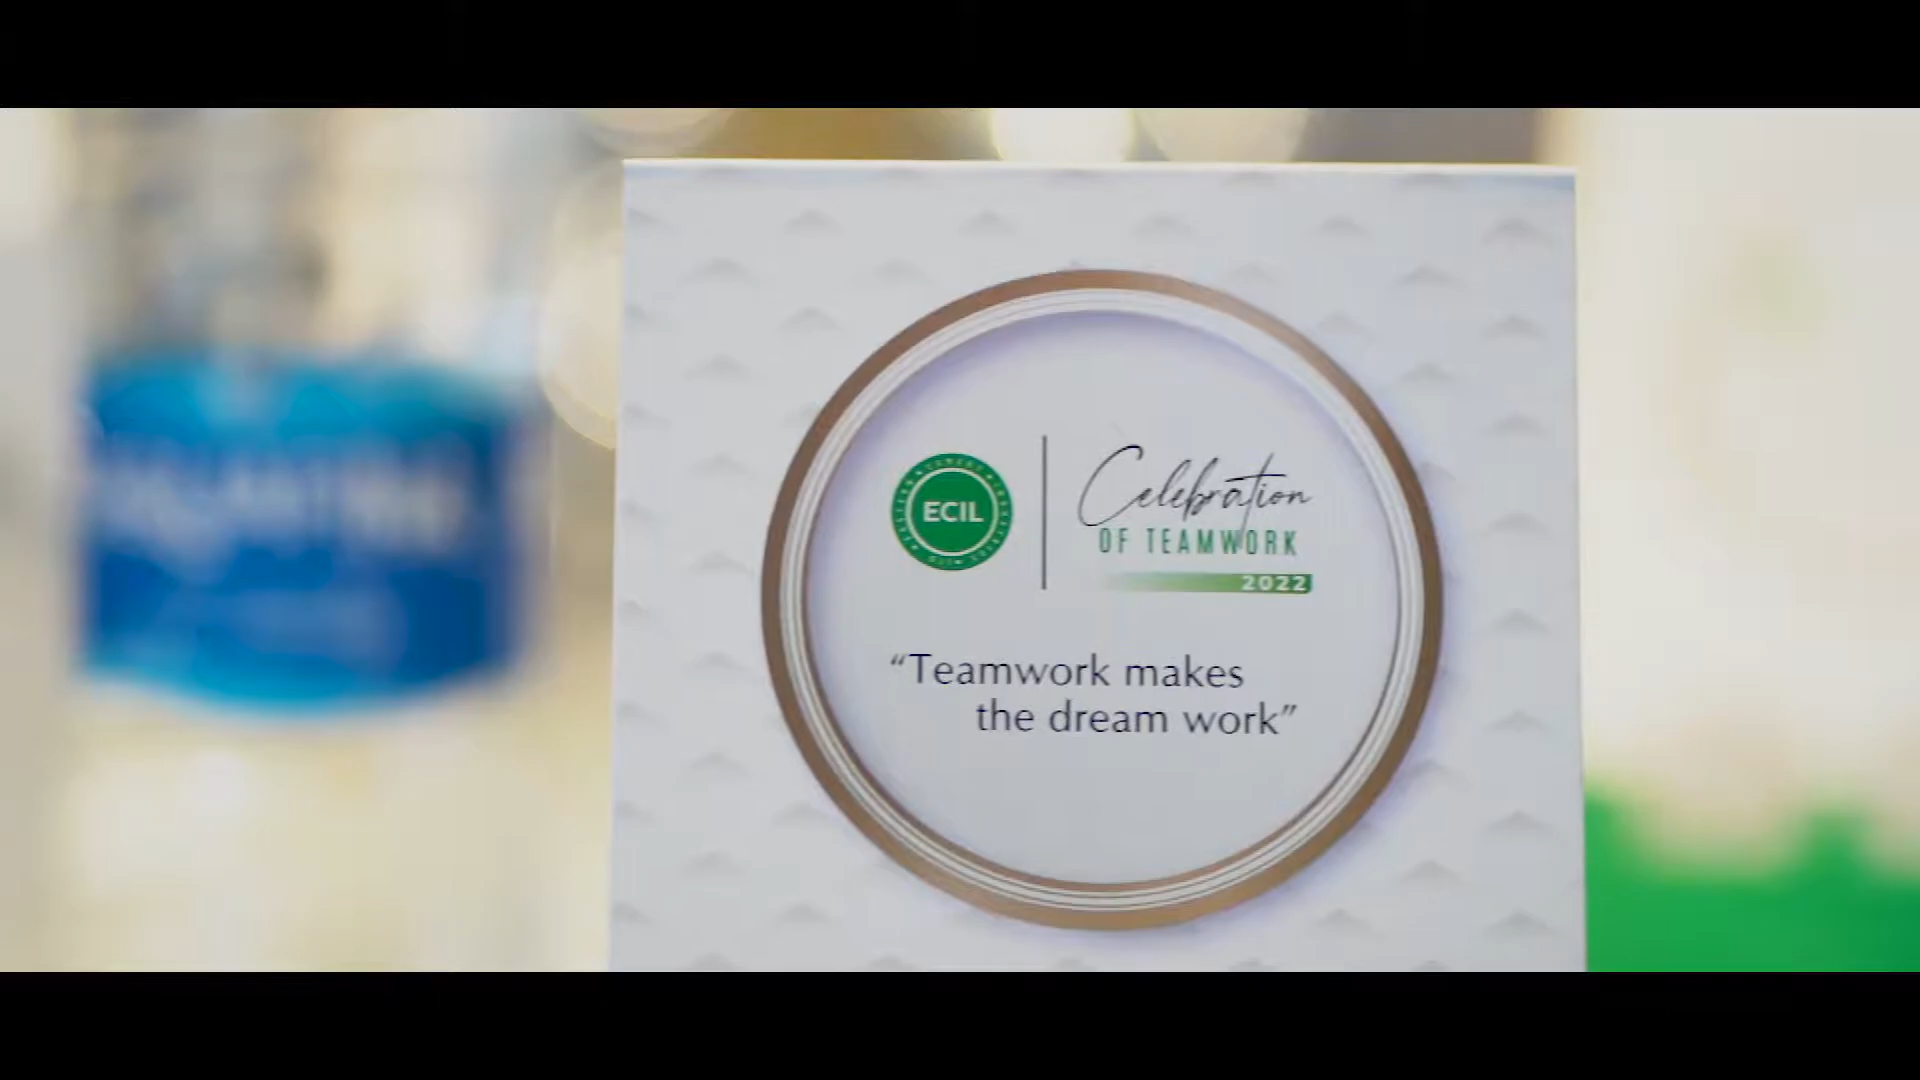 ECIL
Celebration
OF TEAMWORK
2022
“Teamwork makes
the dream work”